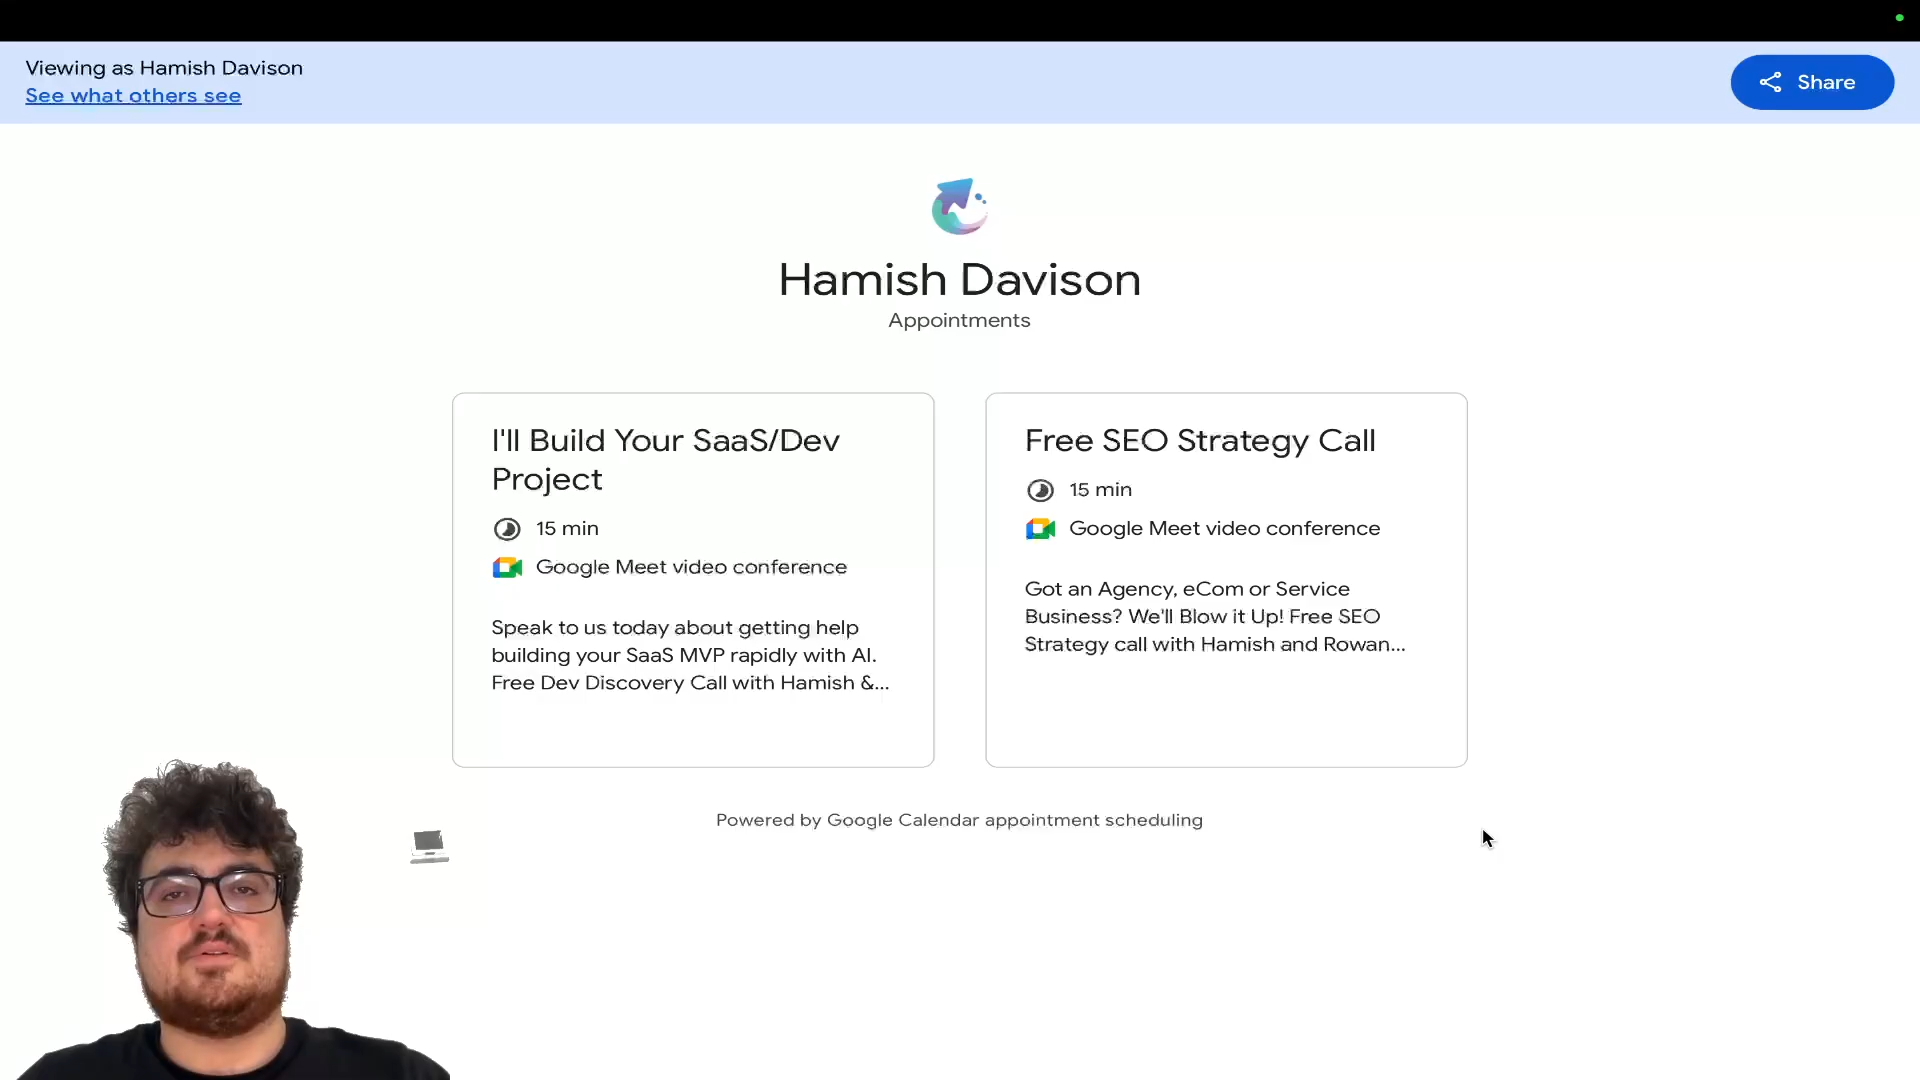 Viewing as Hamish Davison
See what others see
Share
Hamish Davison
Appointments
I'll Build Your SaaS/Dev
Project
15 min
Google Meet video conference
Speak to us today about getting help
building your SaaS MVP rapidly with AI.
Free Dev Discovery Call with Hamish &...
Free SEO Strategy Call
15 min
Google Meet video conference
Got an Agency, eCom or Service
Business? We'll Blow it Up! Free SEO
Strategy call with Hamish and Rowan...
Powered by Google Calendar appointment scheduling